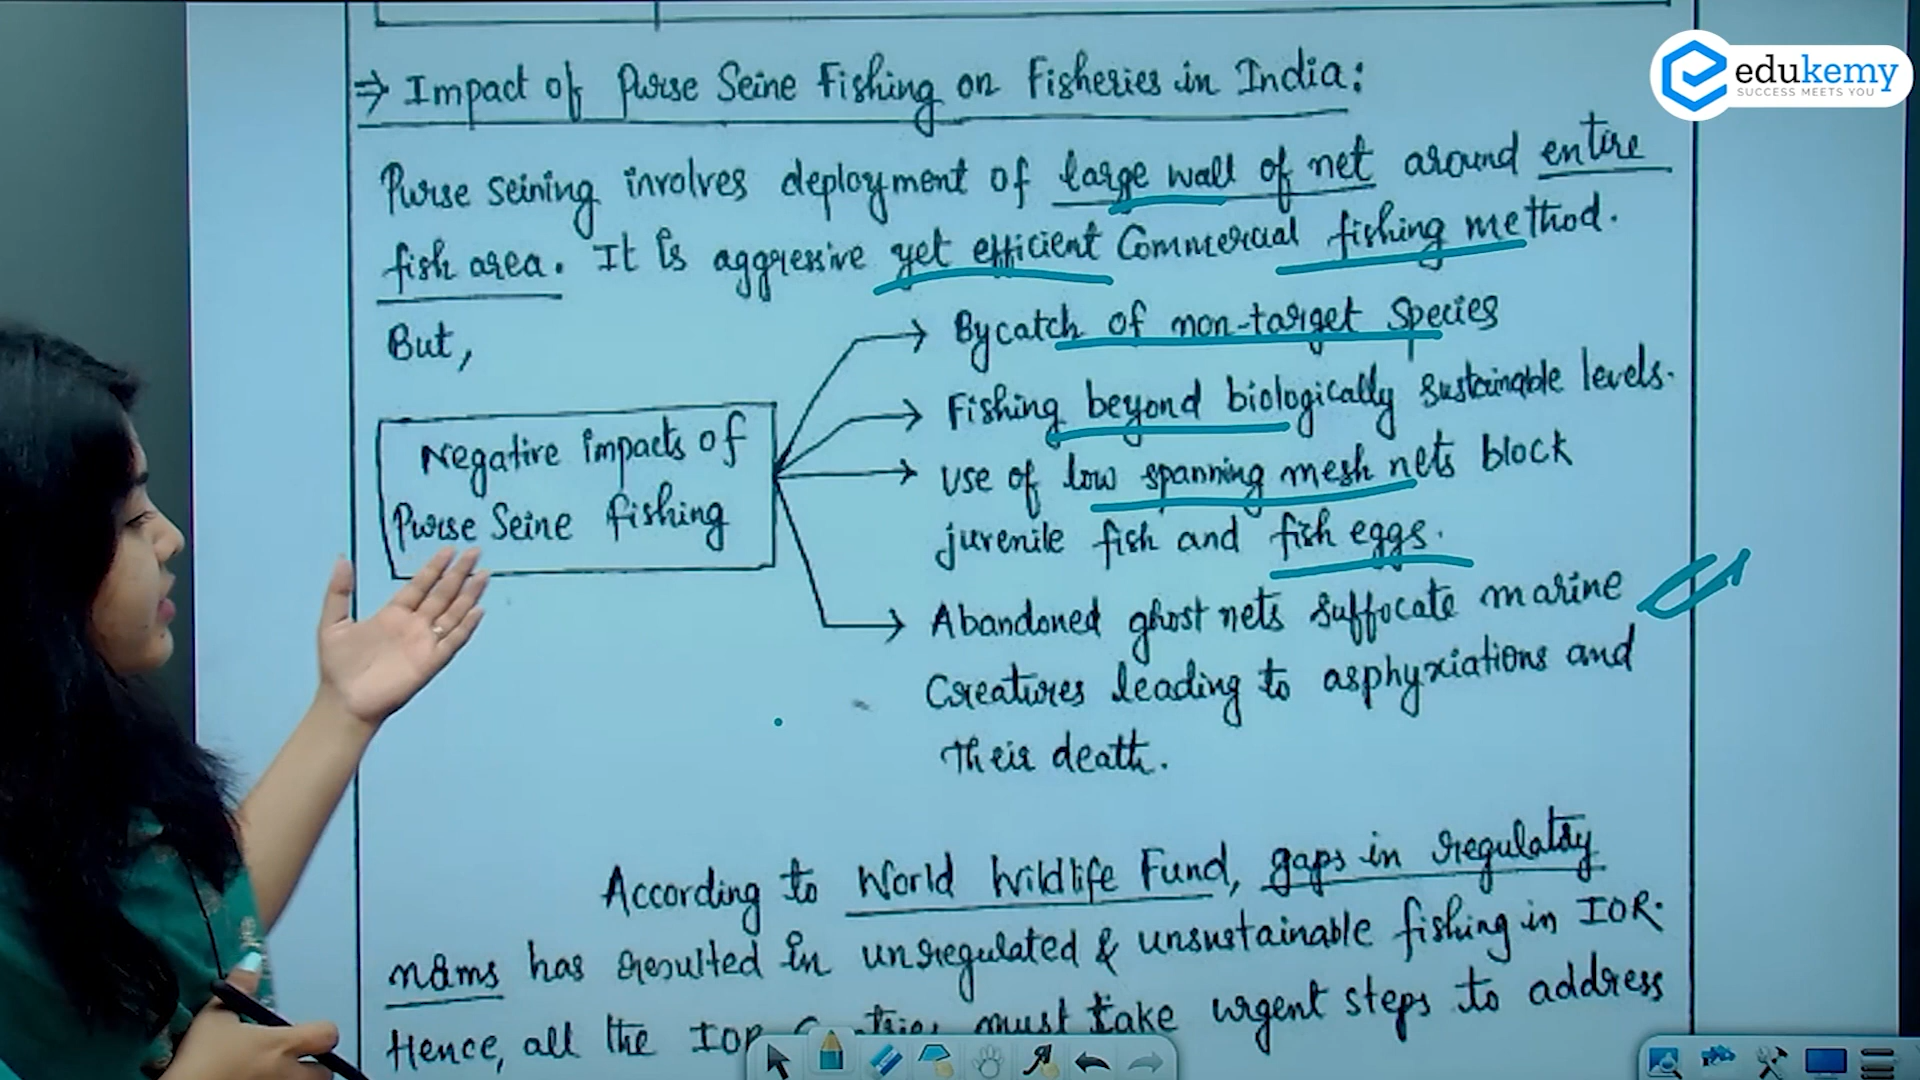 edukemy
SUCCESS MEETS YOU
⇒ Impact of Purse Seine Fishing on Fisheries in India:
Purse seining involves deployment of large wall of net around entire
fish area. It is aggressive yet efficient Commercial fishing method.
But,
Negative impacts of
Purse Seine fishing
→ Bycatch of non-target Species
→ Fishing beyond biologically sustainable levels.
→ Use of low spanning mesh nets block
juvenile fish and fish eggs.
→ Abandoned ghost nets suffocate marine
Creatures leading to asphyxiations and
their death.
According to World Wildlife Fund, gaps in regulatory
norms has resulted in unregulated & unsustainable fishing in IOR.
Hence, all the IOR must take urgent steps to address